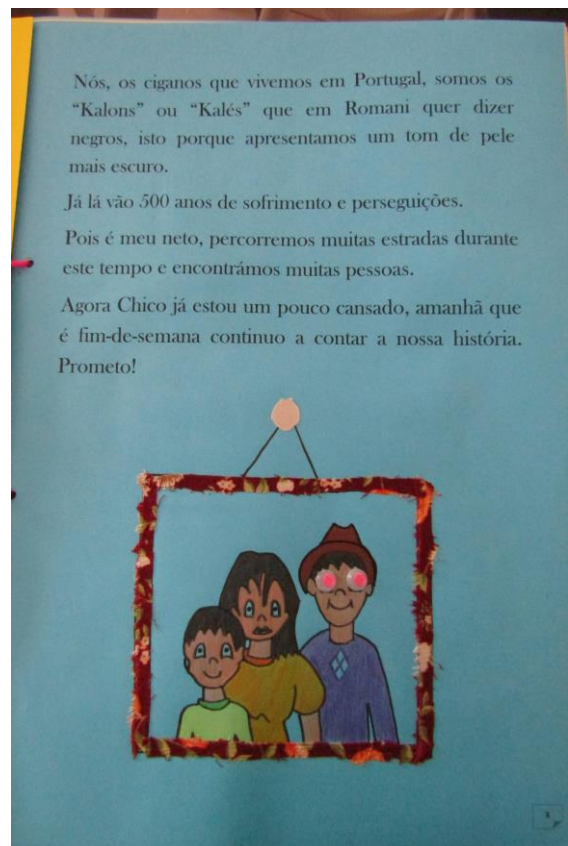 Nós, os ciganos que vivemos em Portugal, somos os
“Kalons” ou “Kalés” que em Romani quer dizer
negros, isto porque apresentamos um tom de pele
mais escuro.
Já lá vão 500 anos de sofrimento e perseguições.
Pois é meu neto, percorremos muitas estradas durante
este tempo e encontrámos muitas pessoas.
Agora Chico já estou um pouco cansado, amanhã que
é fim-de-semana continuo a contar a nossa história.
Prometo!